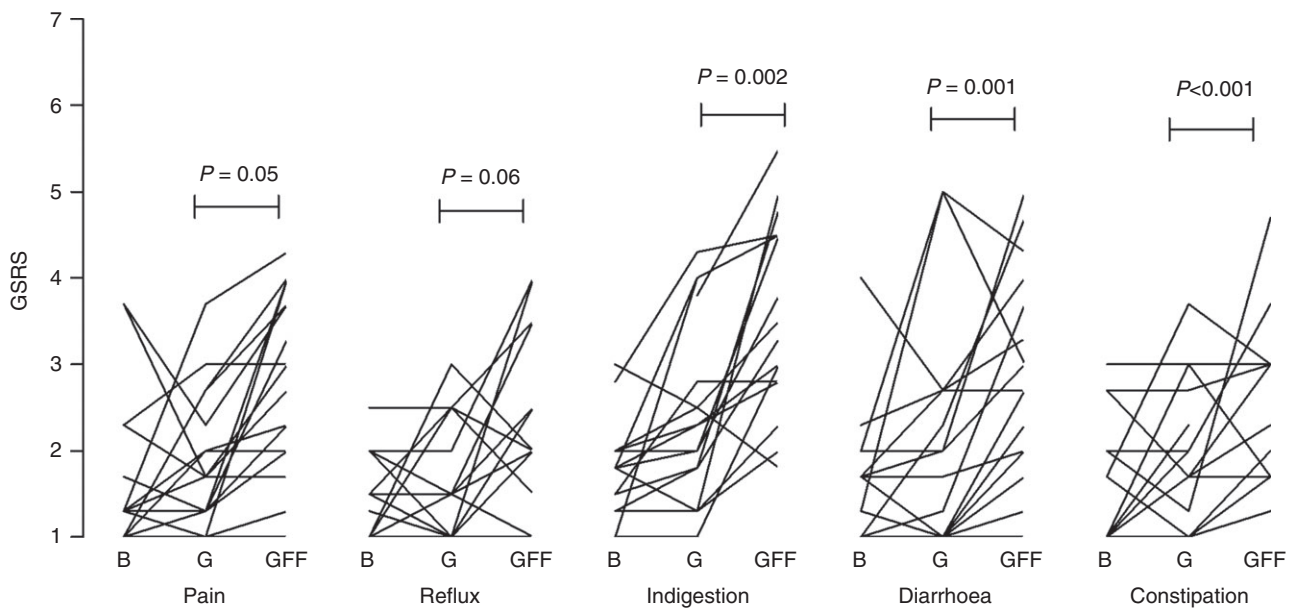 7
P = 0.002
P = 0.001
P<0.001
6
P = 0.05
P = 0.06
5
GSRS
4
3
2
1
B G GFF B G GFF B G GFF B G GFF B G GFF
Pain Reflux Indigestion Diarrhoea Constipation